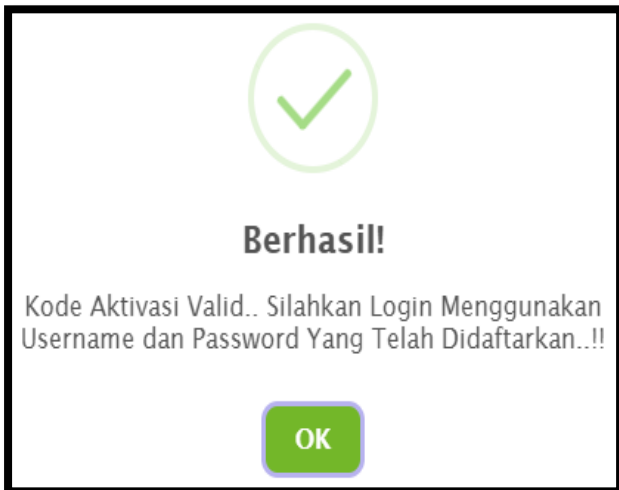 Berhasil!
Kode Aktivasi Valid.. Silahkan Login Menggunakan
Username dan Password Yang Telah Didaftarkan..!!
OK